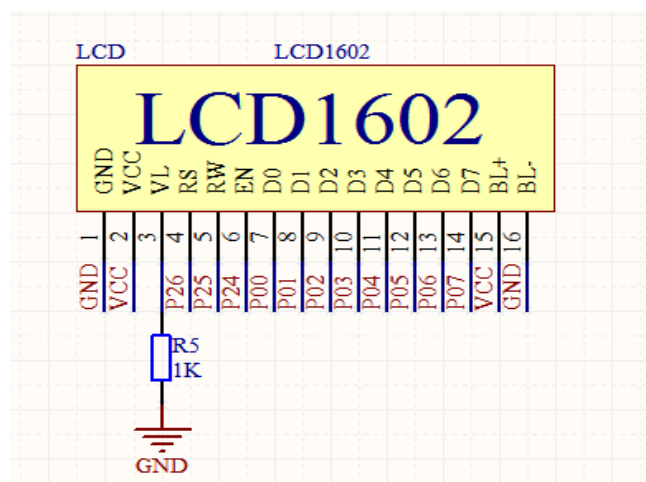 LCD LCD1602
LCD1602
GND VCC VL RS RW EN D0 D1 D2 D3 D4 D5 D6 D7 BL+ BL-
1 2 3 4 5 6 7 8 9 10 11 12 13 14 15 16
GND VCC P26 P25 P24 P00 P01 P02 P03 P04 P05 P06 P07 VCC GND
R5
1K
GND